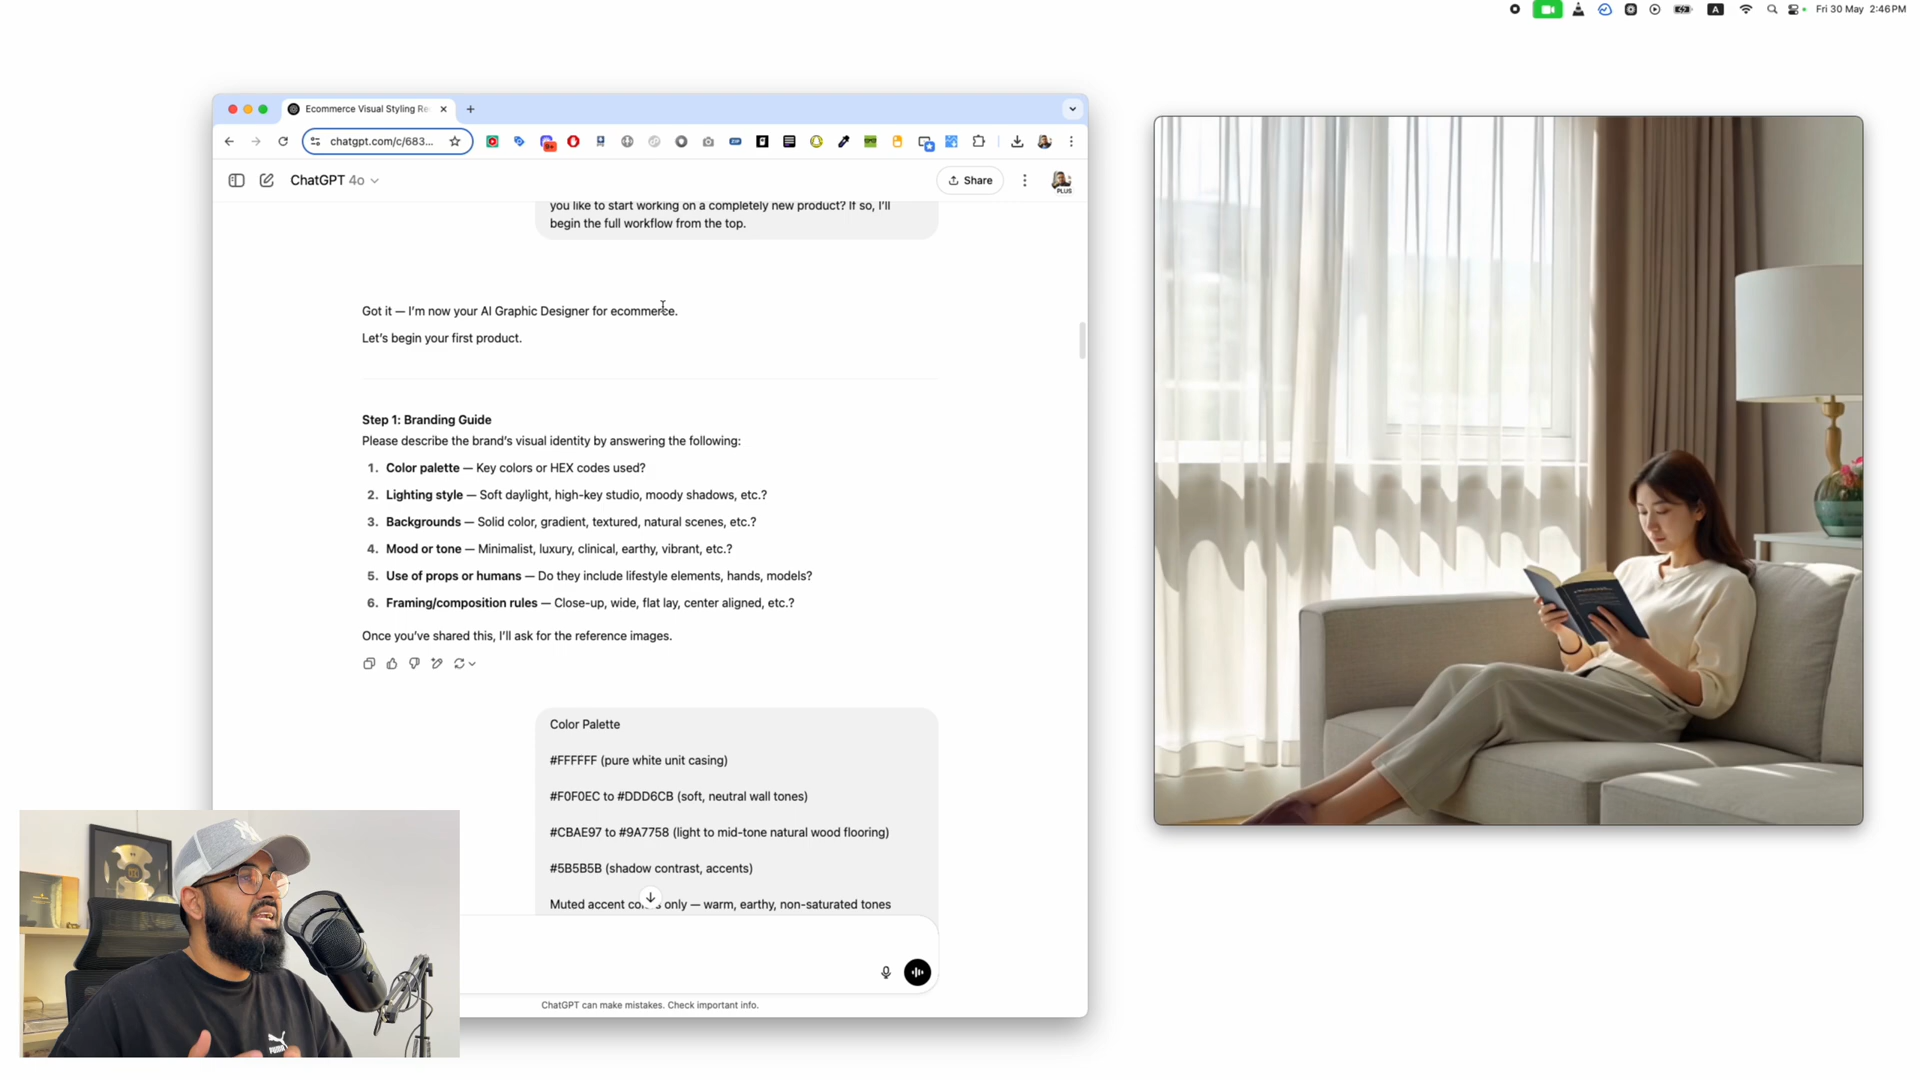 Fri 30 May 2:46 PM
Ecommerce Visual Styling Re
chatgpt.com/c/683...
ChatGPT 4o
Share
PLUS
you like to start working on a completely new product? If so, I'll
begin the full workflow from the top.
Got it — I'm now your AI Graphic Designer for ecommerce.
Let's begin your first product.
Step 1: Branding Guide
Please describe the brand's visual identity by answering the following:
1. Color palette — Key colors or HEX codes used?
2. Lighting style — Soft daylight, high-key studio, moody shadows, etc.?
3. Backgrounds — Solid color, gradient, textured, natural scenes, etc.?
4. Mood or tone — Minimalist, luxury, clinical, earthy, vibrant, etc.?
5. Use of props or humans — Do they include lifestyle elements, hands, models?
6. Framing/composition rules — Close-up, wide, flat lay, center aligned, etc.?
Once you've shared this, I'll ask for the reference images.
Color Palette
#FFFFFF (pure white unit casing)
#F0F0EC to #DDD6CB (soft, neutral wall tones)
#CBAE97 to #9A7758 (light to mid-tone natural wood flooring)
#5B5B5B (shadow contrast, accents)
Muted accent only — warm, earthy, non-saturated tones
ChatGPT can make mistakes. Check important info.
PUMA